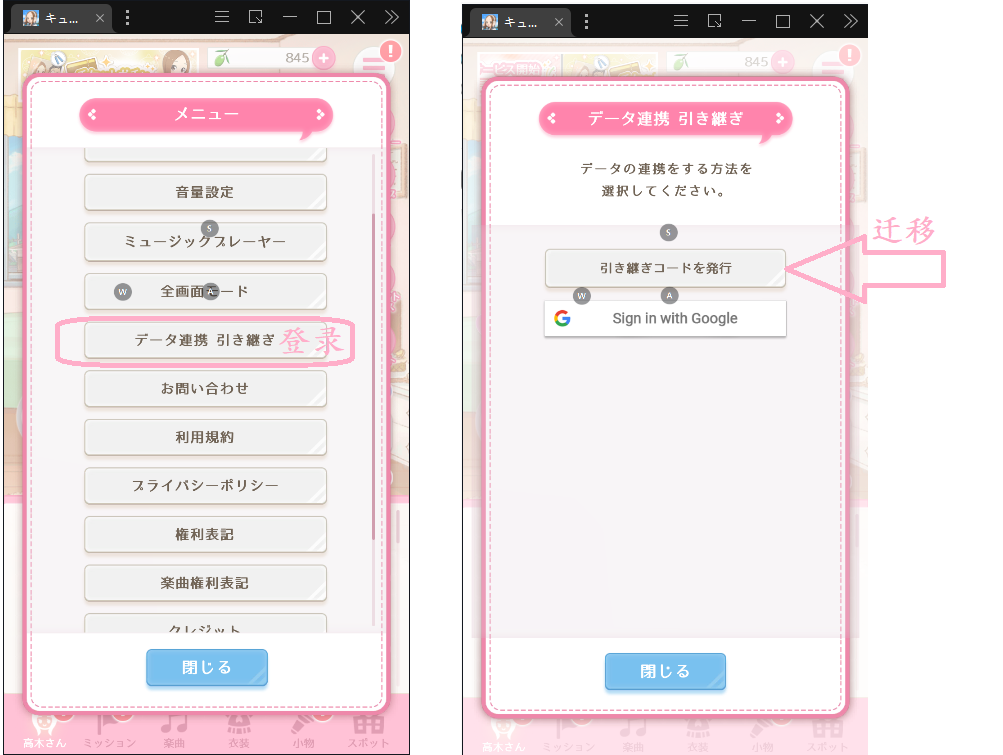 キュ...
845
!
メニュー
音量設定
S
ミュージックプレーヤー
W
全画面モード
A
データ連携 引き継ぎ
登录
お問い合わせ
利用規約
プライバシーポリシー
権利表記
楽曲権利表記
クレジット
閉じる
高木さん
ミッション
楽曲
衣装
小物
スポット
キュ...
845
!
データ連携 引き継ぎ
データの連携をする方法を
選択してください。
S
引き継ぎコードを発行
迁移
W
A
Sign in with Google
閉じる
高木さん
ミッション
楽曲
衣装
小物
スポット